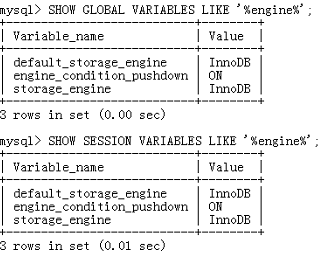 mysql> SHOW GLOBAL VARIABLES LIKE '%engine%';
+---------------------------+--------+
| Variable_name             | Value  |
+---------------------------+--------+
| default_storage_engine    | InnoDB |
| engine_condition_pushdown | ON     |
| storage_engine            | InnoDB |
+---------------------------+--------+
3 rows in set (0.00 sec)
mysql> SHOW SESSION VARIABLES LIKE '%engine%';
+---------------------------+--------+
| Variable_name             | Value  |
+---------------------------+--------+
| default_storage_engine    | InnoDB |
| engine_condition_pushdown | ON     |
| storage_engine            | InnoDB |
+---------------------------+--------+
3 rows in set (0.01 sec)